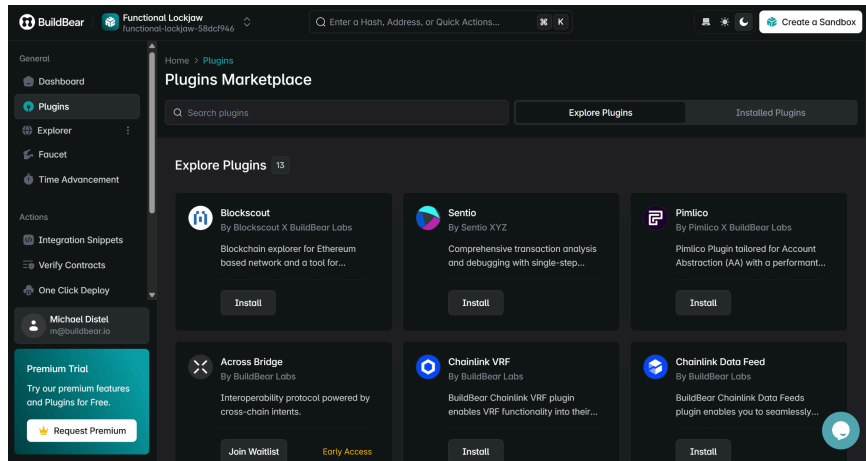 BuildBear / Functional Lockjaw
functional-lockjaw-58dcf946
Enter a Hash, Address, or Quick Actions...
⌘ K
Create a Sandbox
General
Dashboard
Plugins
Explorer
Faucet
Time Advancement
Actions
Integration Snippets
Verify Contracts
One Click Deploy
Michael Distel
m@buildbear.io
Premium Trial
Try our premium features
and Plugins for Free.
Request Premium
Home > Plugins
Plugins Marketplace
Search plugins
Explore Plugins
Installed Plugins
Explore Plugins 13
Blockscout
By Blockscout X BuildBear Labs
Blockchain explorer for Ethereum
based network and a tool for...
Install
Sentio
By Sentio XYZ
Comprehensive transaction analysis
and debugging with single-step...
Install
Pimlico
By Pimlico X BuildBear Labs
Pimlico Plugin tailored for Account
Abstraction (AA) with a performant...
Install
Across Bridge
By BuildBear Labs
Interoperability protocol powered by
cross-chain intents.
Join Waitlist
Early Access
Chainlink VRF
By BuildBear Labs
BuildBear Chainlink VRF plugin
enables VRF functionality into their...
Install
Chainlink Data Feed
By BuildBear Labs
BuildBear Chainlink Data Feeds
plugin enables you to seamlessly...
Install